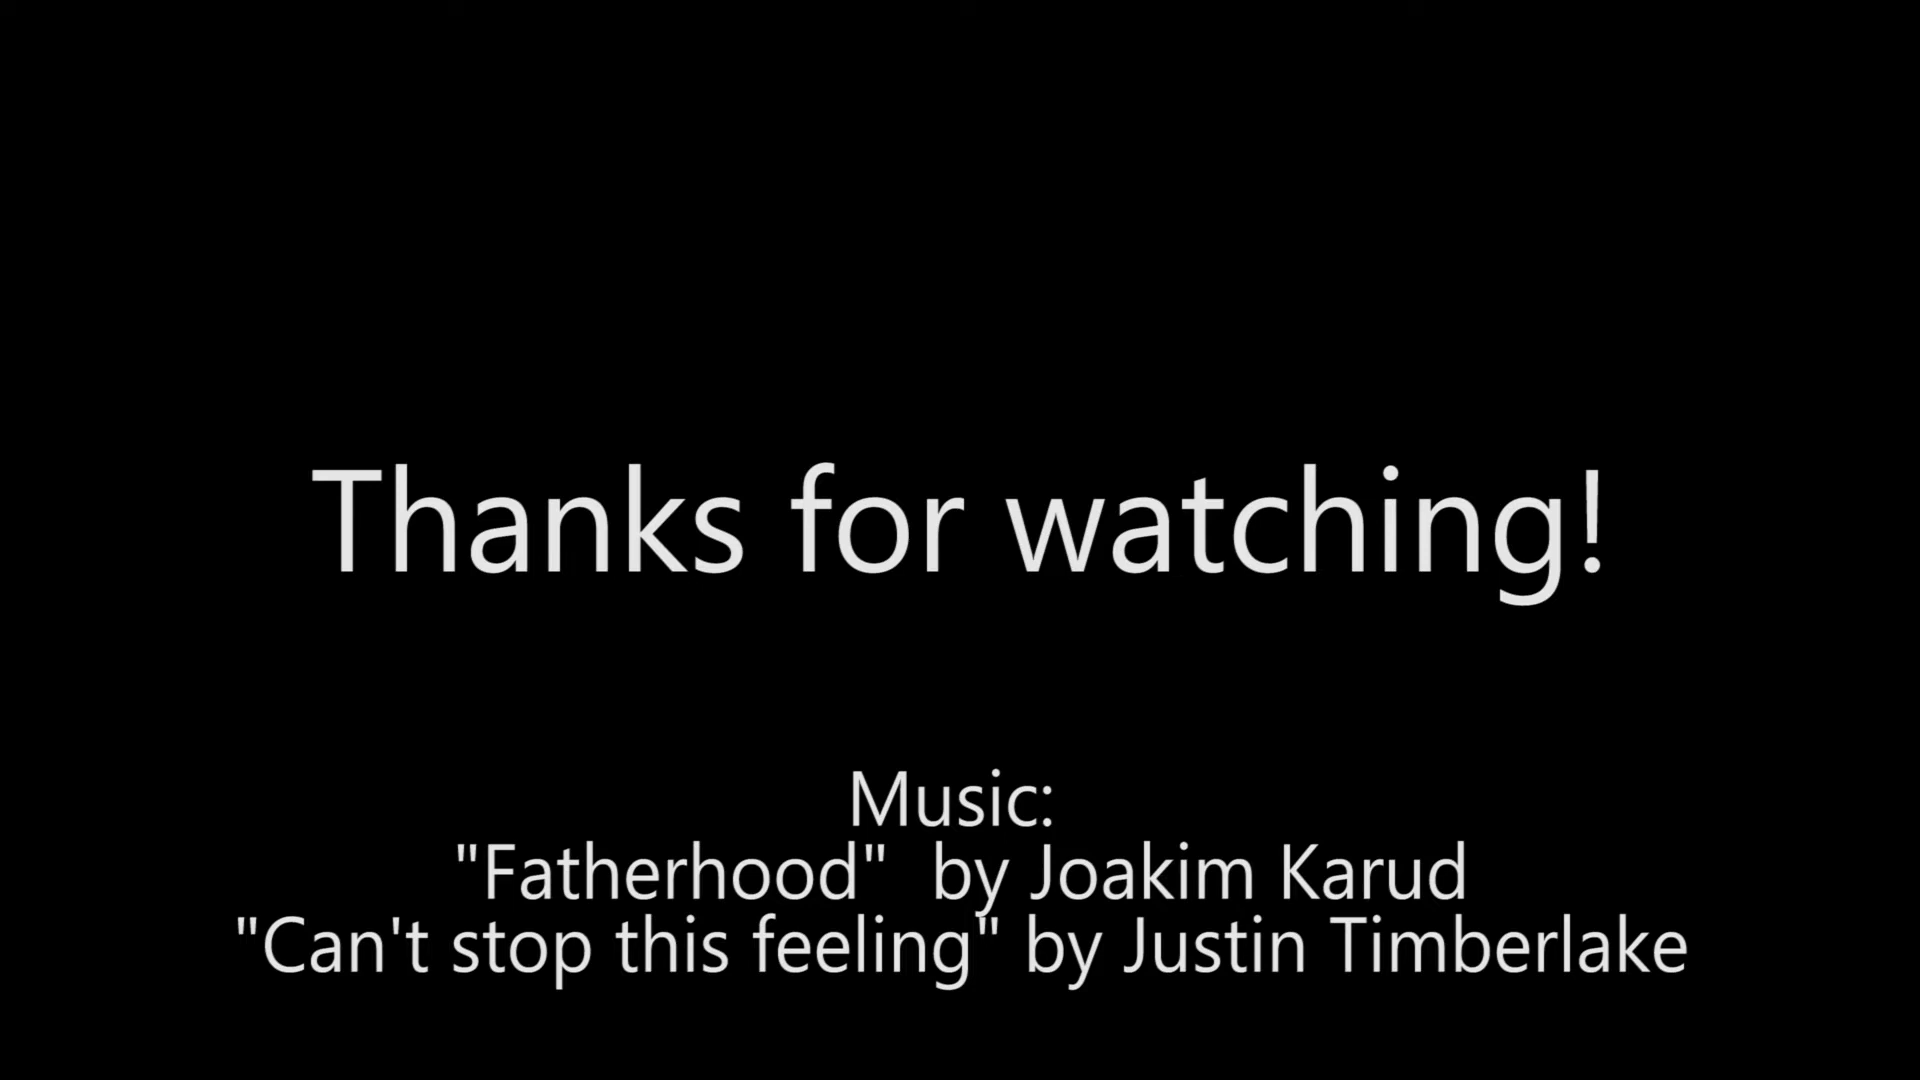 Thanks for watching!
Music:
"Fatherhood"  by Joakim Karud
"Can't stop this feeling" by Justin Timberlake